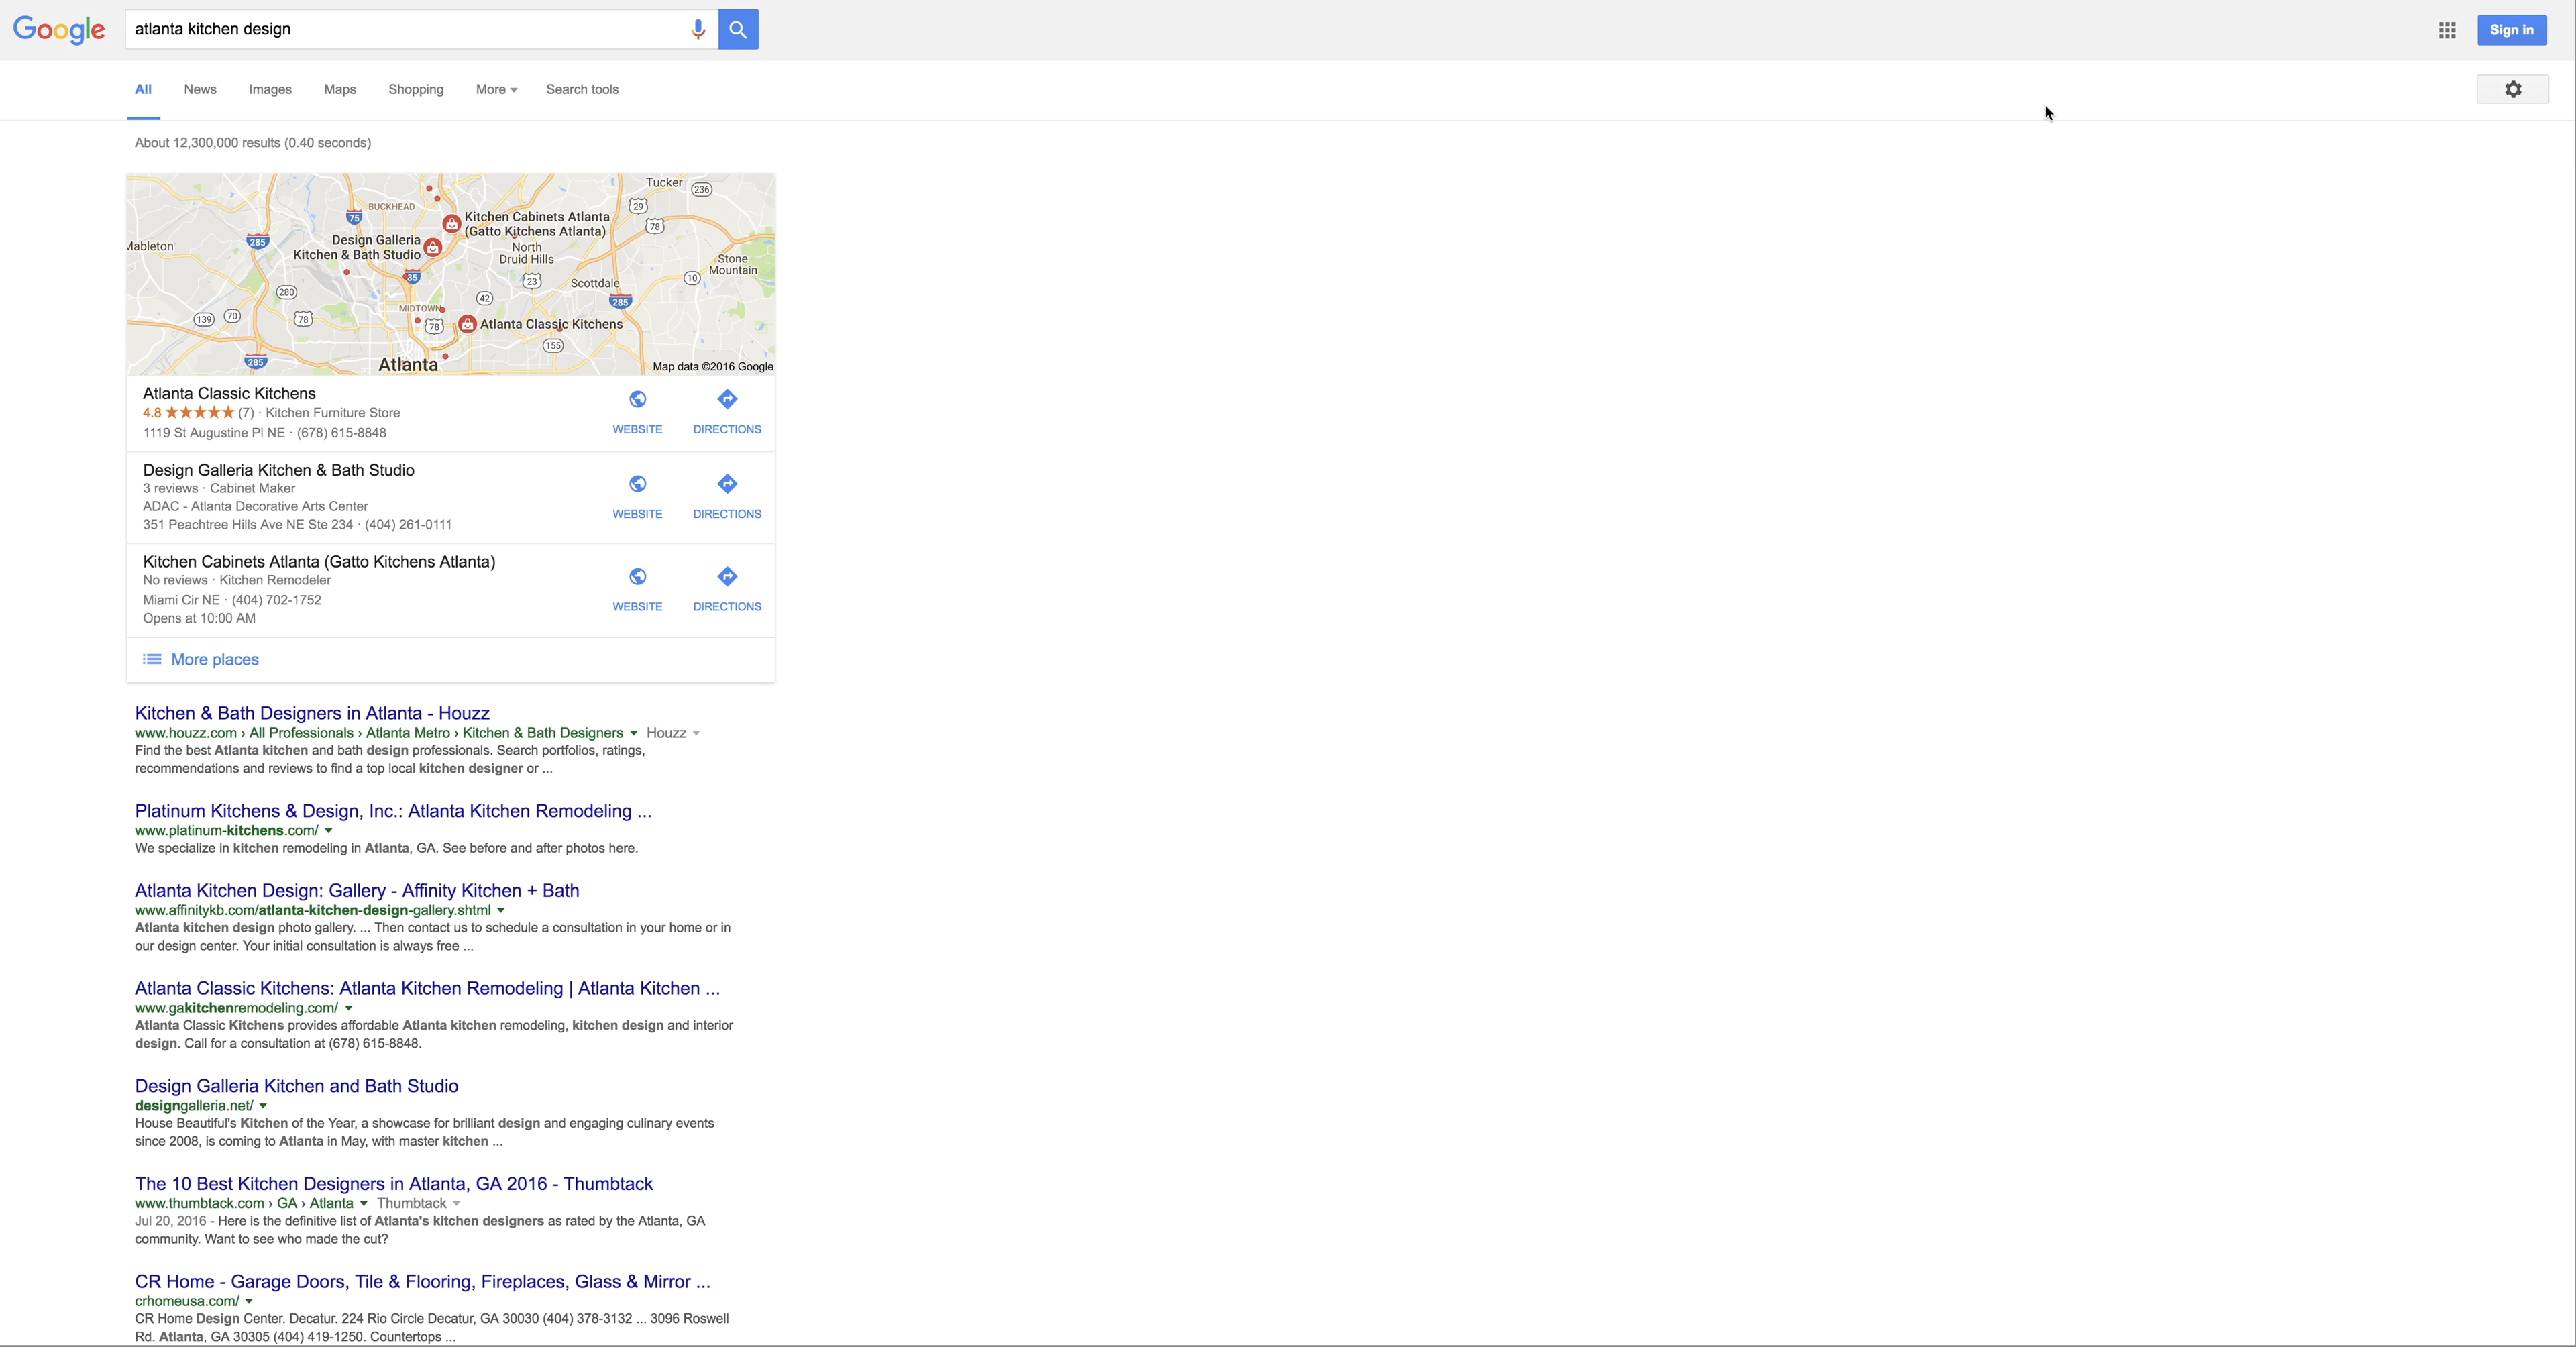 Google
atlanta kitchen design
Sign in
All News Images Maps Shopping More Search tools
About 12,300,000 results (0.40 seconds)
Tucker
236
29
BUCKHEAD
75
Kitchen Cabinets Atlanta
(Gatto Kitchens Atlanta)
78
Mableton
285
Design Galleria
Kitchen & Bath Studio
North
Druid Hills
Stone
Mountain
85
23
10
Scottdale
280
42
285
139
70
78
MIDTOWN
78
Atlanta Classic Kitchens
155
285
Atlanta
Map data ©2016 Google
Atlanta Classic Kitchens
4.8 ★★★★★ (7) · Kitchen Furniture Store
1119 St Augustine Pl NE · (678) 615-8848
WEBSITE DIRECTIONS
Design Galleria Kitchen & Bath Studio
3 reviews · Cabinet Maker
ADAC - Atlanta Decorative Arts Center
351 Peachtree Hills Ave NE Ste 234 · (404) 261-0111
WEBSITE DIRECTIONS
Kitchen Cabinets Atlanta (Gatto Kitchens Atlanta)
No reviews · Kitchen Remodeler
Miami Cir NE · (404) 702-1752
Opens at 10:00 AM
WEBSITE DIRECTIONS
More places
Kitchen & Bath Designers in Atlanta - Houzz
www.houzz.com › All Professionals › Atlanta Metro › Kitchen & Bath Designers Houzz
Find the best Atlanta kitchen and bath design professionals. Search portfolios, ratings,
recommendations and reviews to find a top local kitchen designer or ...
Platinum Kitchens & Design, Inc.: Atlanta Kitchen Remodeling ...
www.platinum-kitchens.com/
We specialize in kitchen remodeling in Atlanta, GA. See before and after photos here.
Atlanta Kitchen Design: Gallery - Affinity Kitchen + Bath
www.affinitykb.com/atlanta-kitchen-design-gallery.shtml
Atlanta kitchen design photo gallery. ... Then contact us to schedule a consultation in your home or in
our design center. Your initial consultation is always free ...
Atlanta Classic Kitchens: Atlanta Kitchen Remodeling | Atlanta Kitchen ...
www.gakitchenremodeling.com/
Atlanta Classic Kitchens provides affordable Atlanta kitchen remodeling, kitchen design and interior
design. Call for a consultation at (678) 615-8848.
Design Galleria Kitchen and Bath Studio
designgalleria.net/
House Beautiful's Kitchen of the Year, a showcase for brilliant design and engaging culinary events
since 2008, is coming to Atlanta in May, with master kitchen ...
The 10 Best Kitchen Designers in Atlanta, GA 2016 - Thumbtack
www.thumbtack.com › GA › Atlanta Thumbtack
Jul 20, 2016 - Here is the definitive list of Atlanta's kitchen designers as rated by the Atlanta, GA
community. Want to see who made the cut?
CR Home - Garage Doors, Tile & Flooring, Fireplaces, Glass & Mirror ...
crhomeusa.com/
CR Home Design Center. Decatur. 224 Rio Circle Decatur, GA 30030 (404) 378-3132 ... 3096 Roswell
Rd. Atlanta, GA 30305 (404) 419-1250. Countertops ...